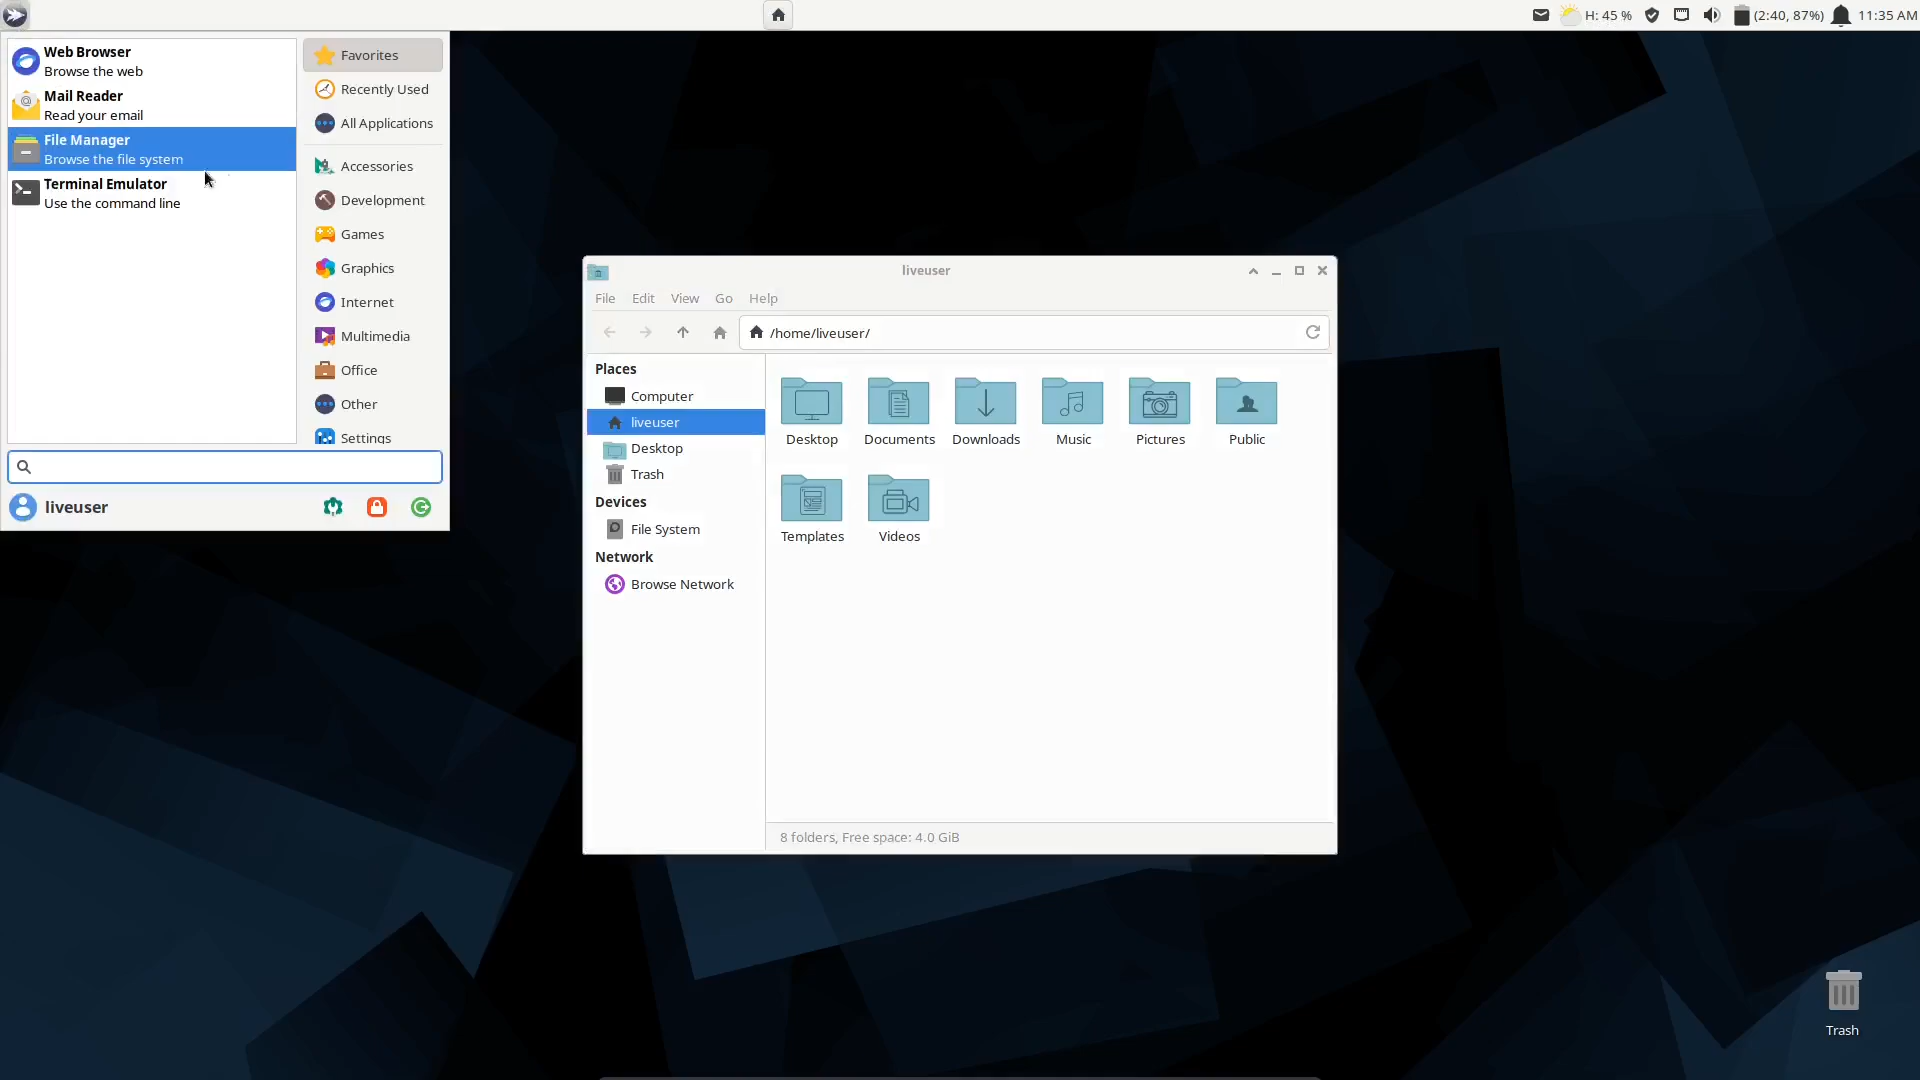 H: 45 %
(2:40, 87%)
11:35 AM
Web Browser
Browse the web
Mail Reader
Read your email
File Manager
Browse the file system
Terminal Emulator
Use the command line
Favorites
Recently Used
All Applications
Accessories
Development
Games
Graphics
Internet
Multimedia
Office
Other
Settings
liveuser
liveuser
File Edit View Go Help
/home/liveuser/
Places
Computer
liveuser
Desktop
Trash
Devices
File System
Network
Browse Network
Desktop Documents Downloads Music Pictures Public
Templates Videos
8 folders, Free space: 4.0 GiB
Trash